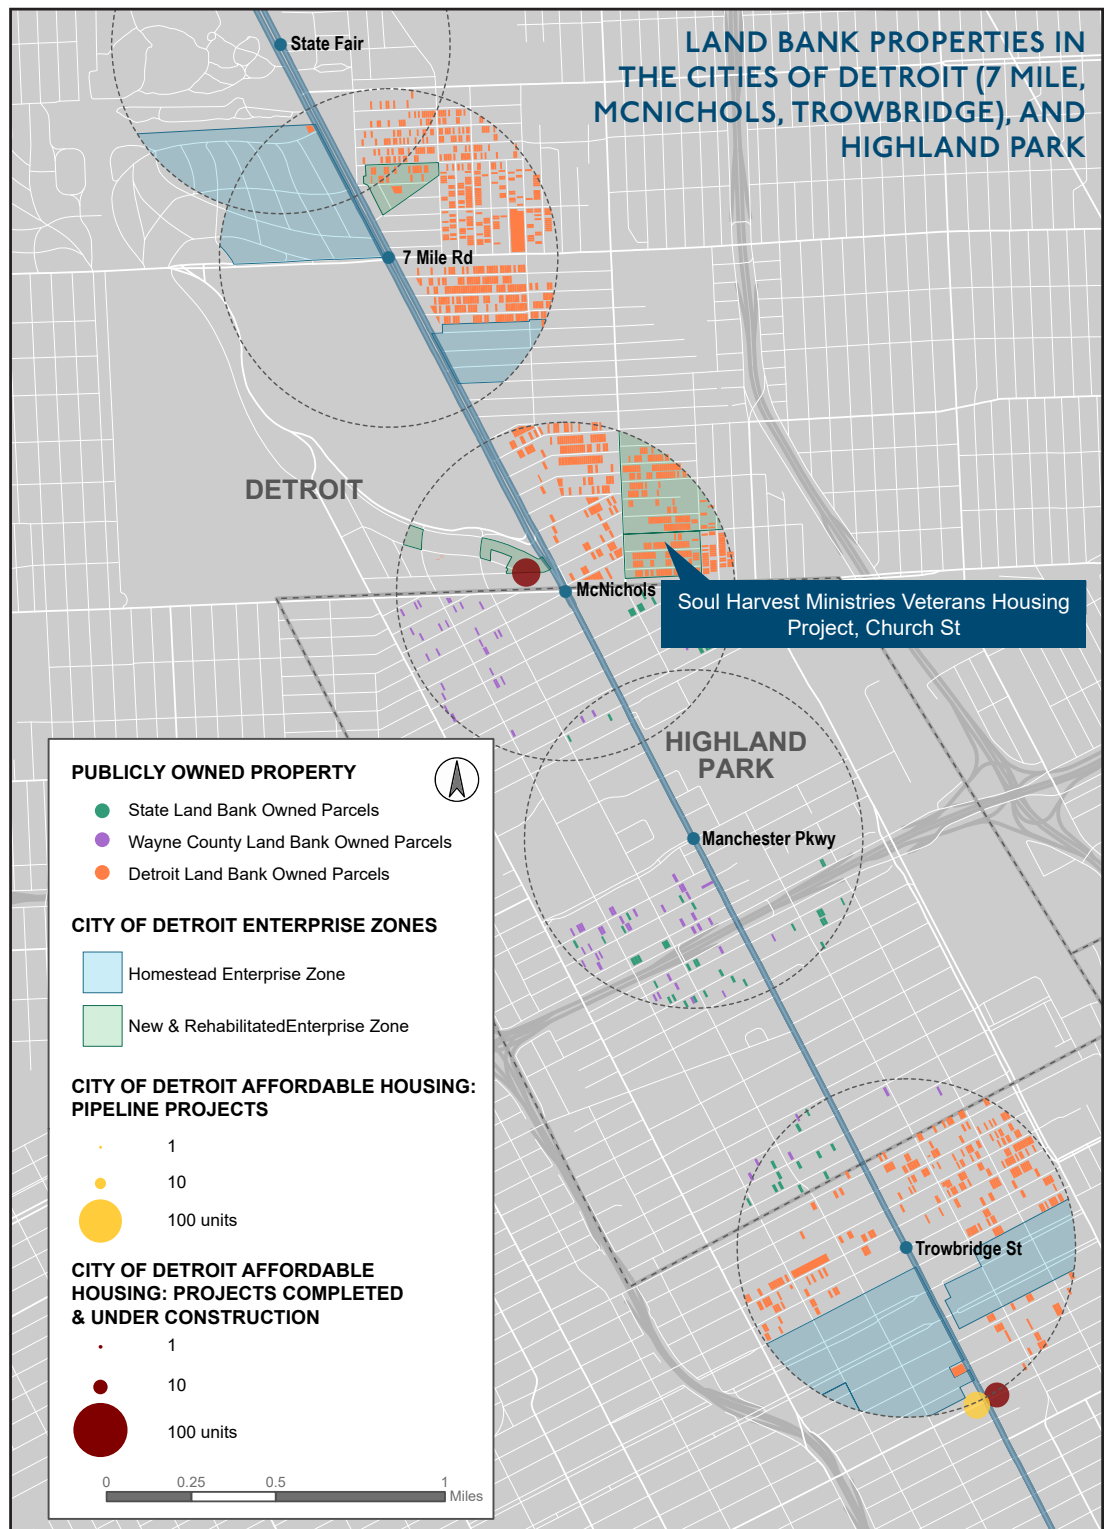 LAND BANK PROPERTIES IN
THE CITIES OF DETROIT (7 MILE,
MCNICHOLS, TROWBRIDGE), AND
HIGHLAND PARK
State Fair
7 Mile Rd
DETROIT
McNichols
Soul Harvest Ministries Veterans Housing
Project, Church St
HIGHLAND
PARK
Manchester Pkwy
Trowbridge St
PUBLICLY OWNED PROPERTY
State Land Bank Owned Parcels
Wayne County Land Bank Owned Parcels
Detroit Land Bank Owned Parcels
CITY OF DETROIT ENTERPRISE ZONES
Homestead Enterprise Zone
New & RehabilitatedEnterprise Zone
CITY OF DETROIT AFFORDABLE HOUSING:
PIPELINE PROJECTS
1
10
100 units
CITY OF DETROIT AFFORDABLE
HOUSING: PROJECTS COMPLETED
& UNDER CONSTRUCTION
1
10
100 units
0 0.25 0.5 1
Miles